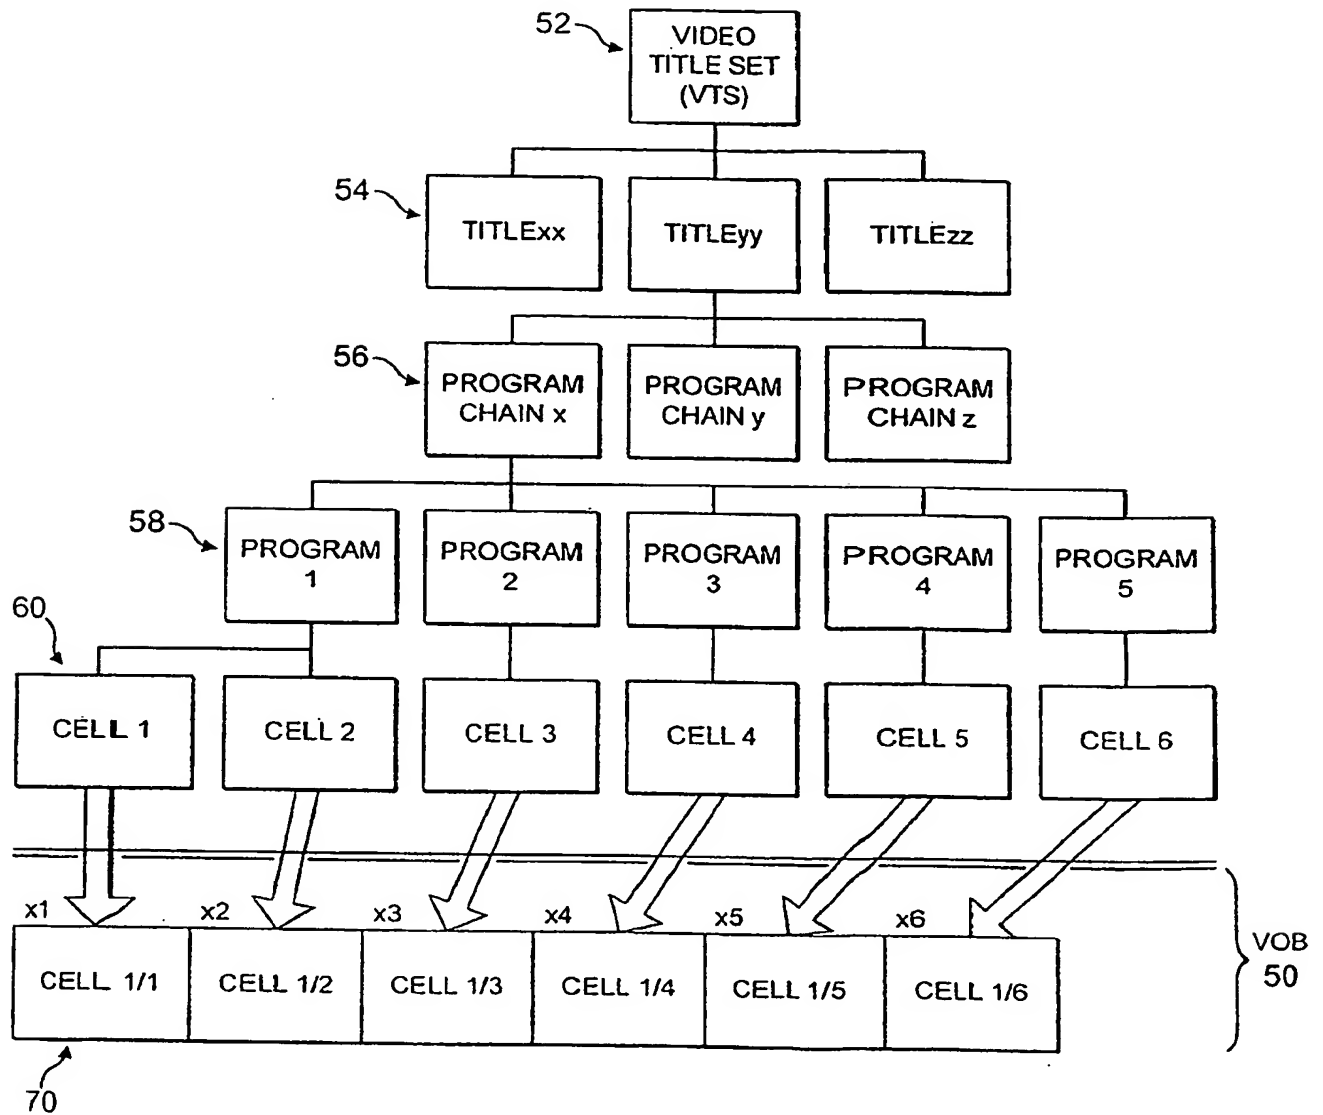 52
VIDEO
TITLE SET
(VTS)
54
TITLExx
TITLEyy
TITLEzz
56
PROGRAM
CHAIN x
PROGRAM
CHAIN y
PROGRAM
CHAIN z
58
PROGRAM
1
PROGRAM
2
PROGRAM
3
PROGRAM
4
PROGRAM
5
60
CELL 1
CELL 2
CELL 3
CELL 4
CELL 5
CELL 6
x1
x2
x3
x4
x5
x6
CELL 1/1
CELL 1/2
CELL 1/3
CELL 1/4
CELL 1/5
CELL 1/6
VOB
50
70